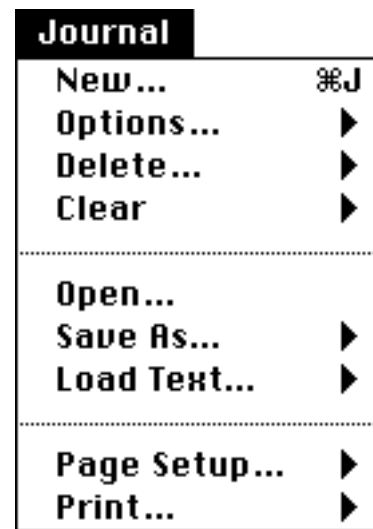 Journal
New... ⌘J
Options...
Delete...
Clear
Open...
Save As...
Load Text...
Page Setup...
Print...